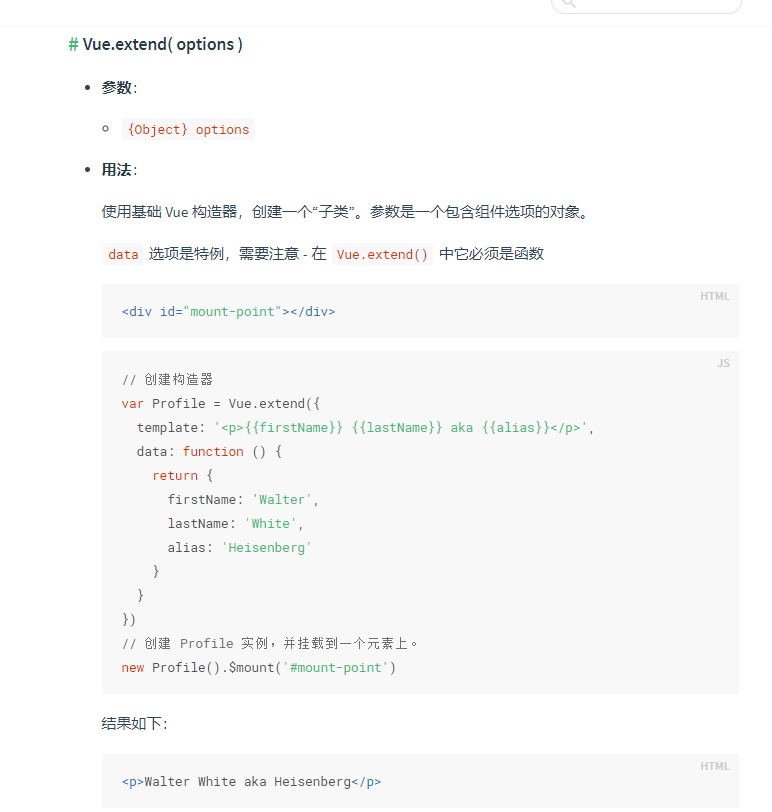 # Vue.extend( options )
参数：
{Object} options
用法：
使用基础 Vue 构造器，创建一个“子类”。参数是一个包含组件选项的对象。
data 选项是特例，需要注意 - 在 Vue.extend() 中它必须是函数
HTML
<div id="mount-point"></div>
JS
// 创建构造器
var Profile = Vue.extend({
  template: '<p>{{firstName}} {{lastName}} aka {{alias}}</p>',
  data: function () {
    return {
      firstName: 'Walter',
      lastName: 'White',
      alias: 'Heisenberg'
    }
  }
})
// 创建 Profile 实例，并挂载到一个元素上。
new Profile().$mount('#mount-point')
结果如下：
HTML
<p>Walter White aka Heisenberg</p>